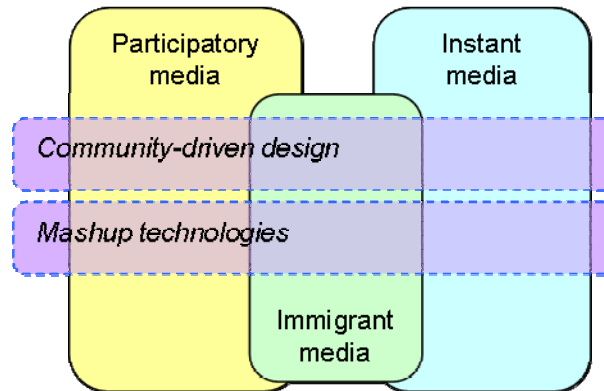 Participatory
media
Instant
media
Community-driven design
Mashup technologies
Immigrant
media